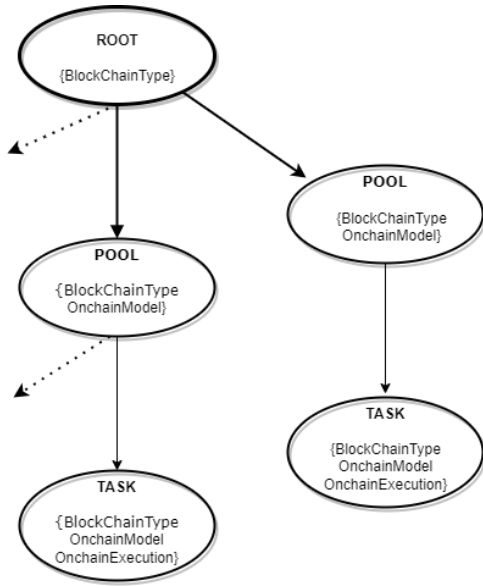 ROOT
{BlockChainType}
POOL
{BlockChainType
OnchainModel}
POOL
{BlockChainType
OnchainModel}
TASK
{BlockChainType
OnchainModel
OnchainExecution}
TASK
{BlockChainType
OnchainModel
OnchainExecution}